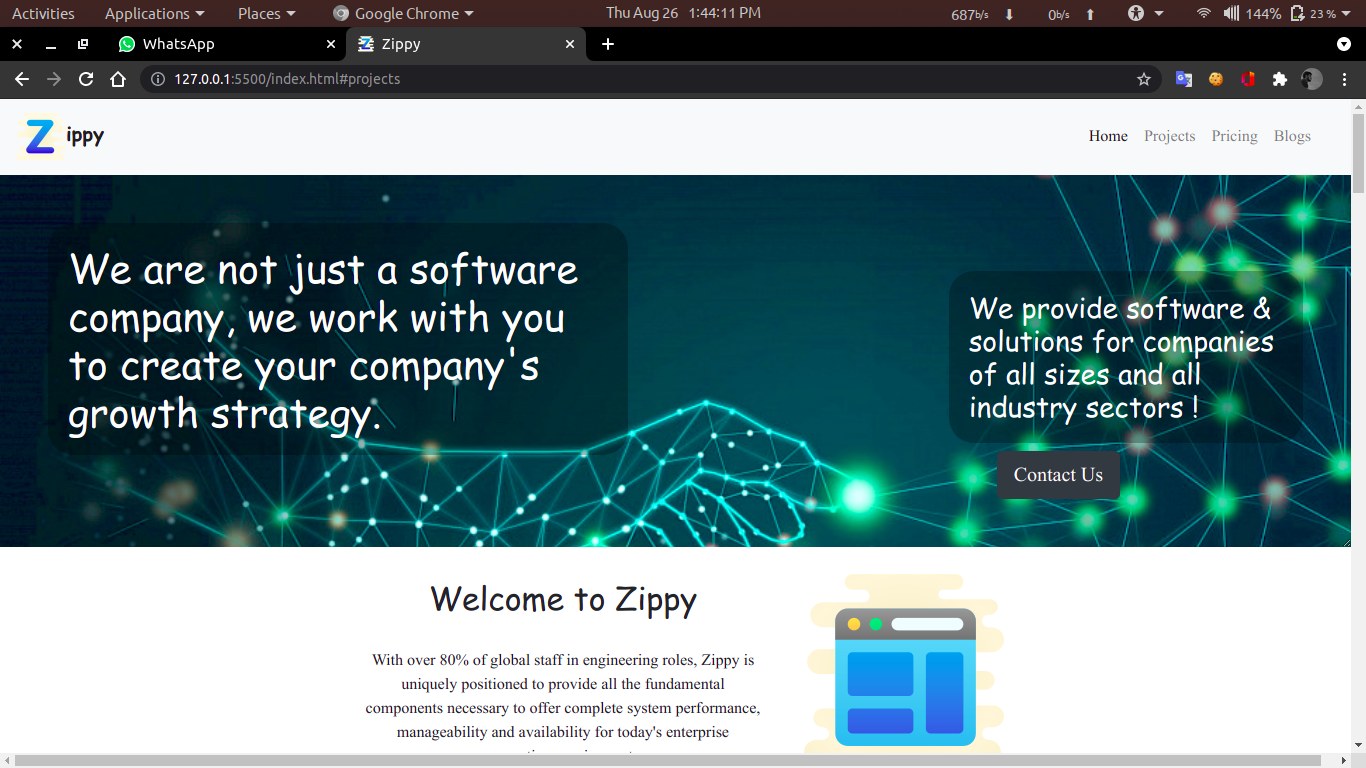 Activities Applications Places Google Chrome Thu Aug 26 1:44:11 PM 687b/s 0b/s 144% 23 %
WhatsApp Zippy
127.0.0.1:5500/index.html#projects
Z ippy Home Projects Pricing Blogs
We are not just a software
company, we work with you
to create your company's
growth strategy.
We provide software &
solutions for companies
of all sizes and all
industry sectors !
Contact Us
Welcome to Zippy
With over 80% of global staff in engineering roles, Zippy is
uniquely positioned to provide all the fundamental
components necessary to offer complete system performance,
manageability and availability for today's enterprise